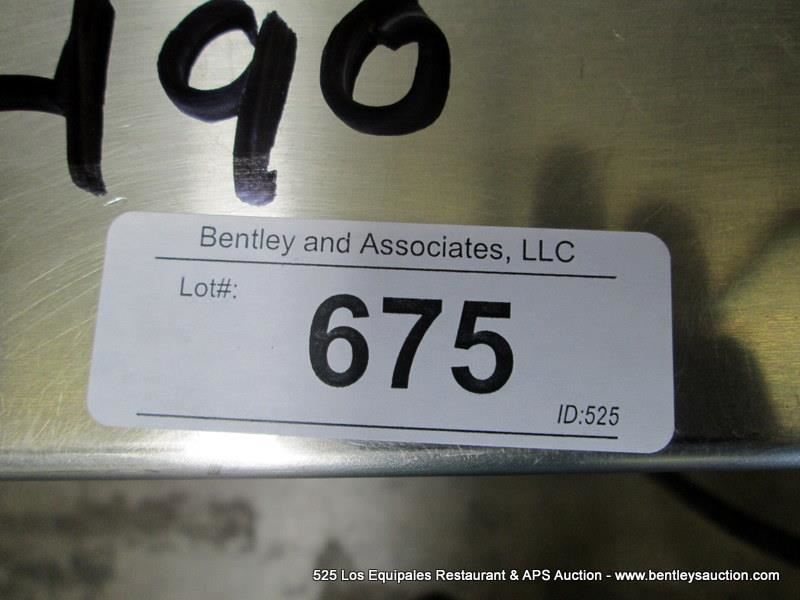 490
Bentley and Associates, LLC
Lot#:
675
ID:525
525 Los Equipales Restaurant & APS Auction - www.bentleysauction.com